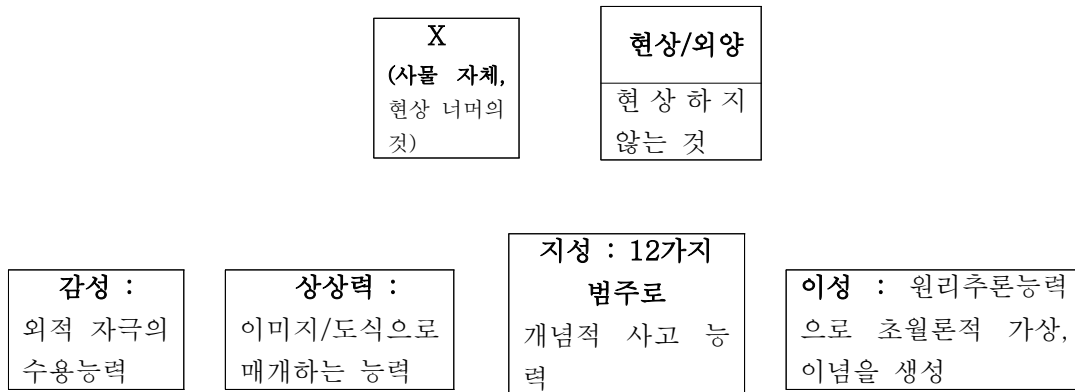 X
(사물 자체,
현상 너머의
것)
현상/외양
현 상 하 지
않는 것
감성 :
외적 자극의
수용능력
상상력 :
이미지/도식으로
매개하는 능력
지성 : 12가지
범주로
개념적 사고 능
력
이성 : 원리추론능력
으로 초월론적 가상,
이념을 생성